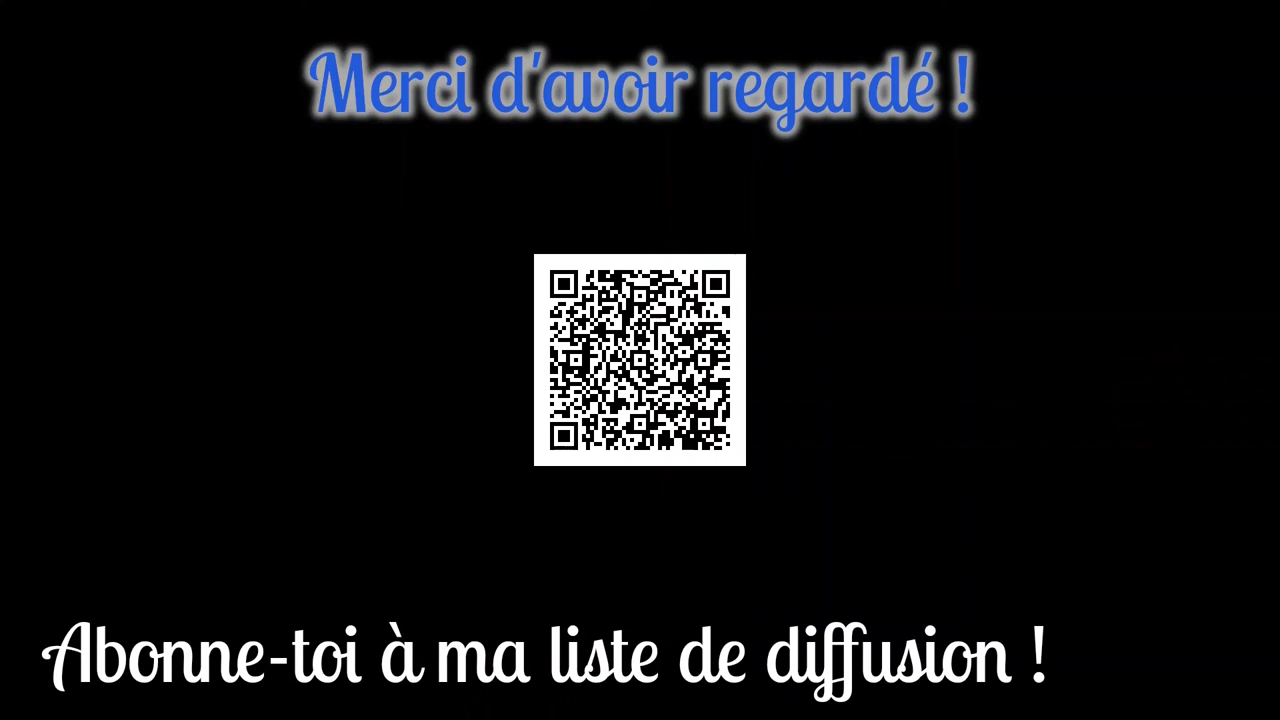 Merci d'avoir regardé !
Abonne-toi à ma liste de diffusion !